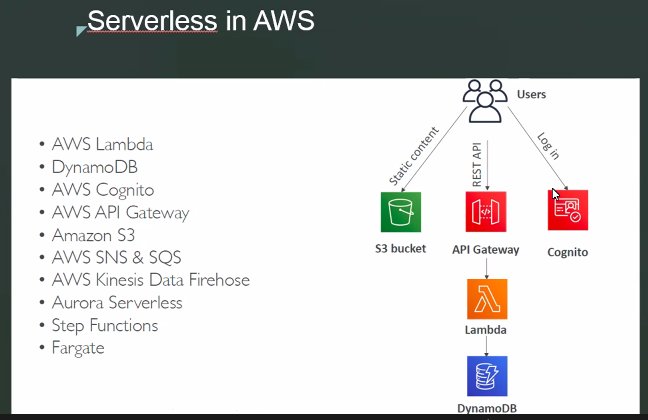 Serverless in AWS
• AWS Lambda
• DynamoDB
• AWS Cognito
• AWS API Gateway
• Amazon S3
• AWS SNS & SQS
• AWS Kinesis Data Firehose
• Aurora Serverless
• Step Functions
• Fargate
Users
Static content
REST API
Log in
S3 bucket
API Gateway
Cognito
Lambda
DynamoDB